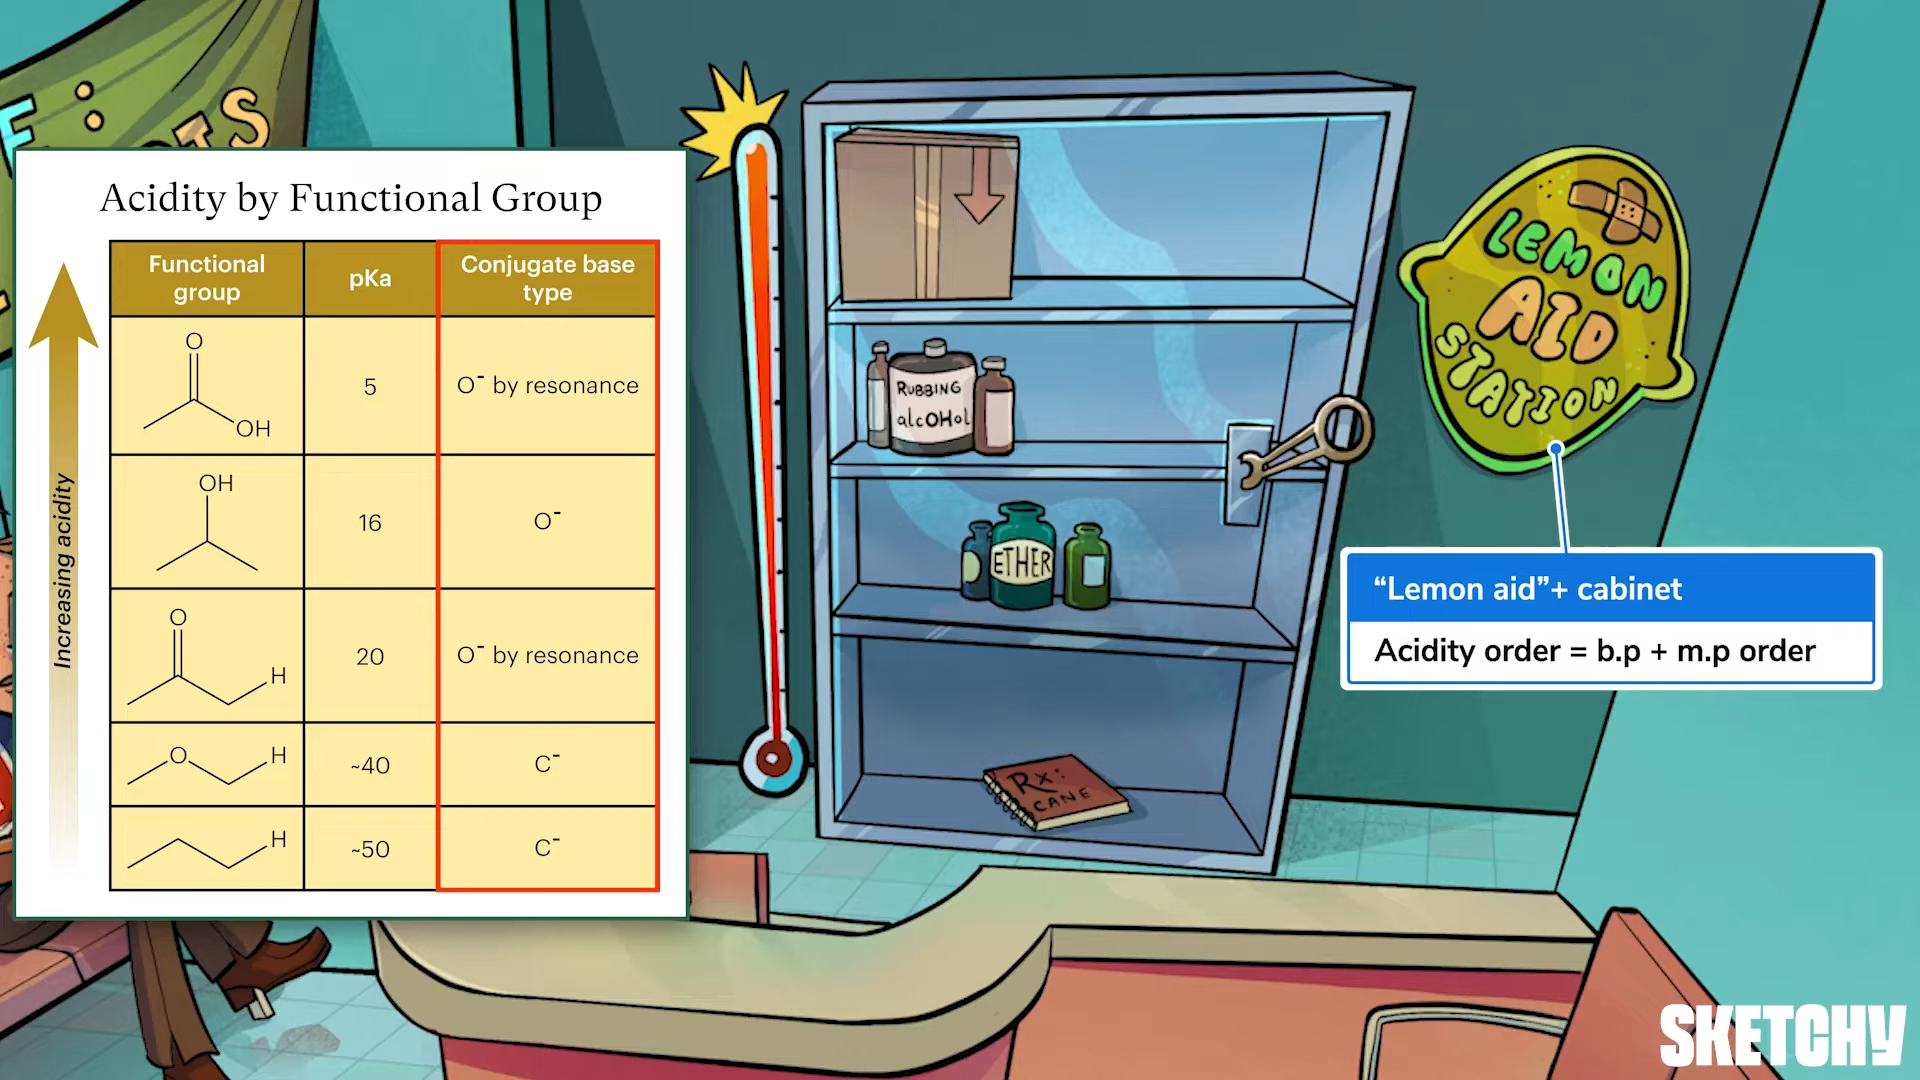 Acidity by Functional Group
Functional
group
pKa
Conjugate base
type
O
OH
5
O⁻ by resonance
OH
16
O⁻
O
H
20
O⁻ by resonance
O
H
~40
C⁻
H
~50
C⁻
Increasing acidity
RUBBING
alcOHol
ETHER
Rx:
CANE
LEMON
AID
STATION
“Lemon aid”+ cabinet
Acidity order = b.p + m.p order
SKETCHY